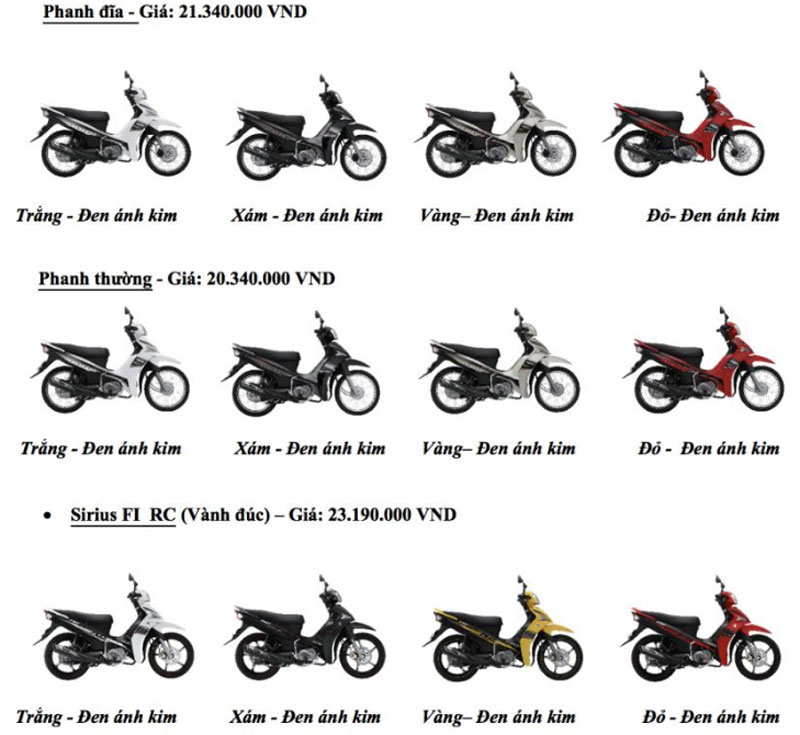 Phanh đĩa - Giá: 21.340.000 VND
Trắng - Đen ánh kim Xám - Đen ánh kim Vàng– Đen ánh kim Đỏ- Đen ánh kim
Phanh thường - Giá: 20.340.000 VND
Trắng - Đen ánh kim Xám - Đen ánh kim Vàng– Đen ánh kim Đỏ - Đen ánh kim
• Sirius FI RC (Vành đúc) – Giá: 23.190.000 VND
Trắng - Đen ánh kim Xám - Đen ánh kim Vàng– Đen ánh kim Đỏ - Đen ánh kim